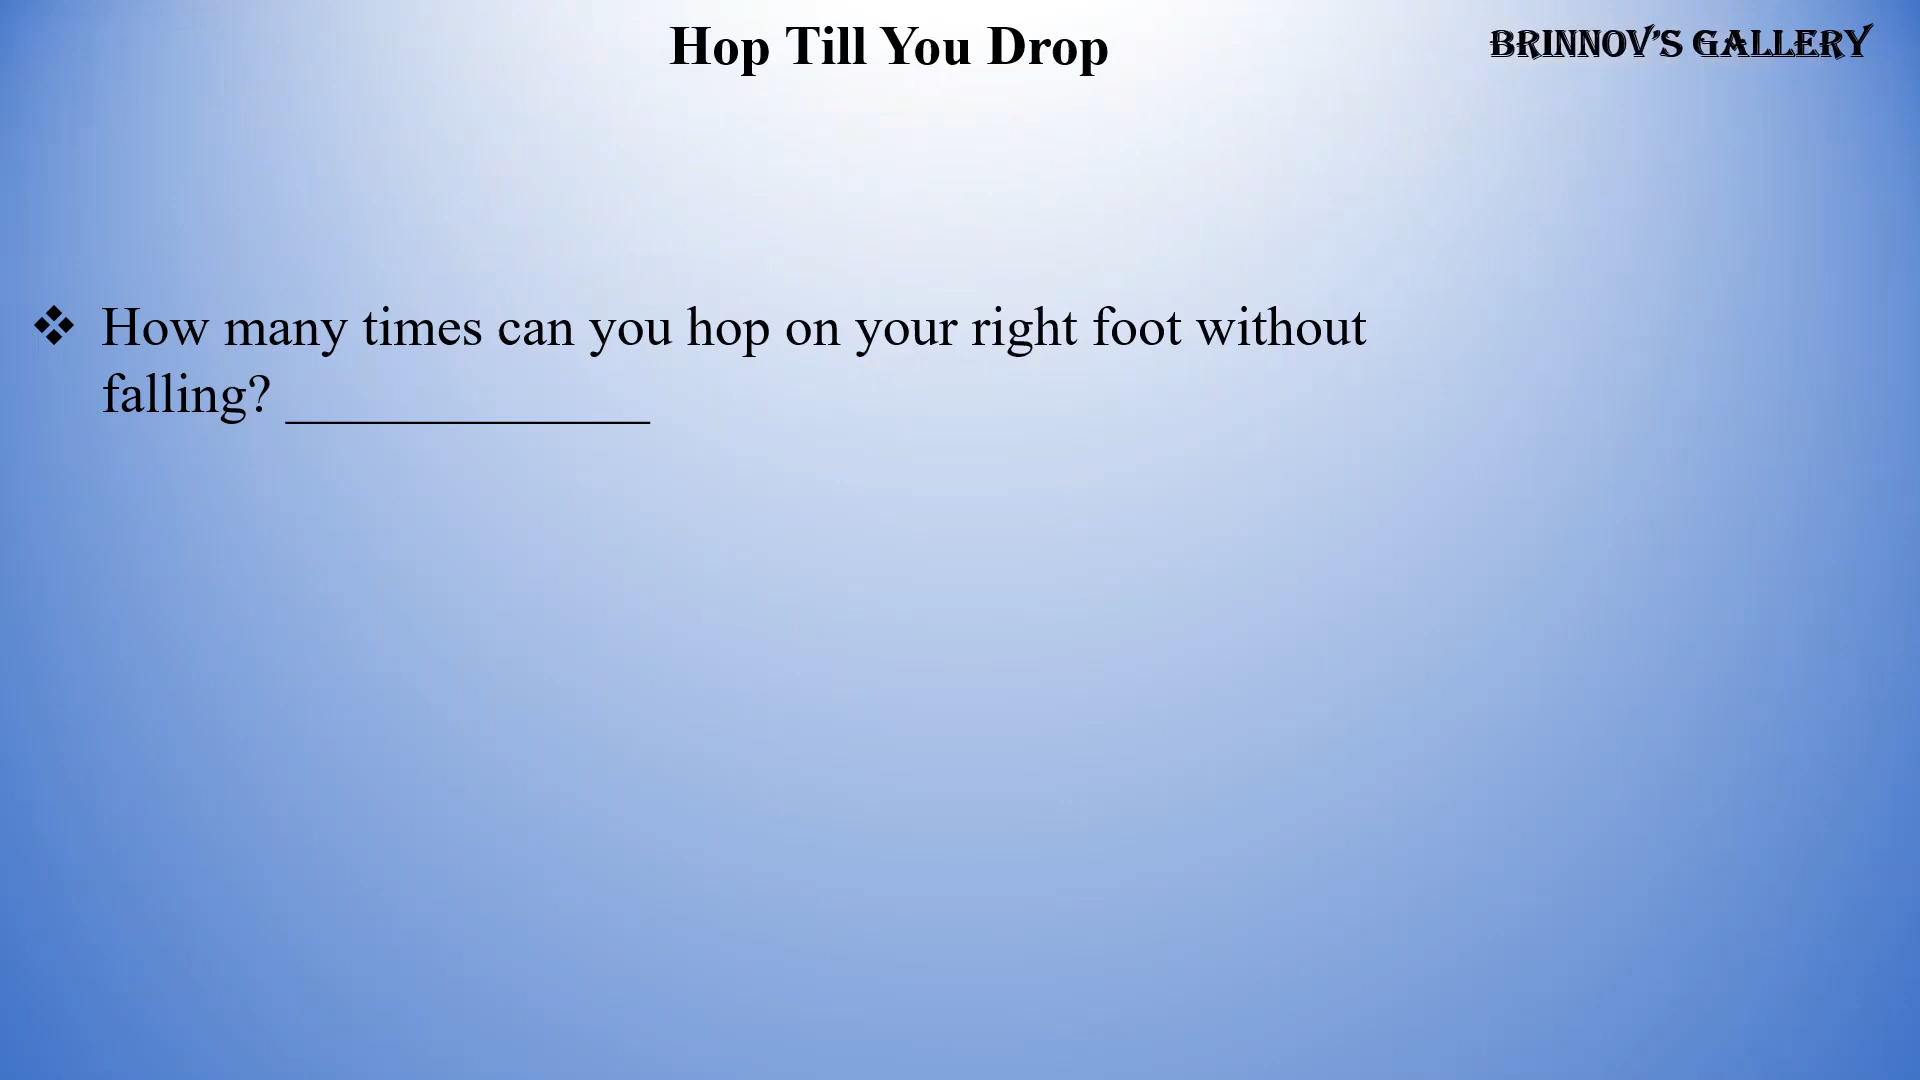 Hop Till You Drop
BRINNOV'S GALLERY
❖ How many times can you hop on your right foot without
falling? _____________